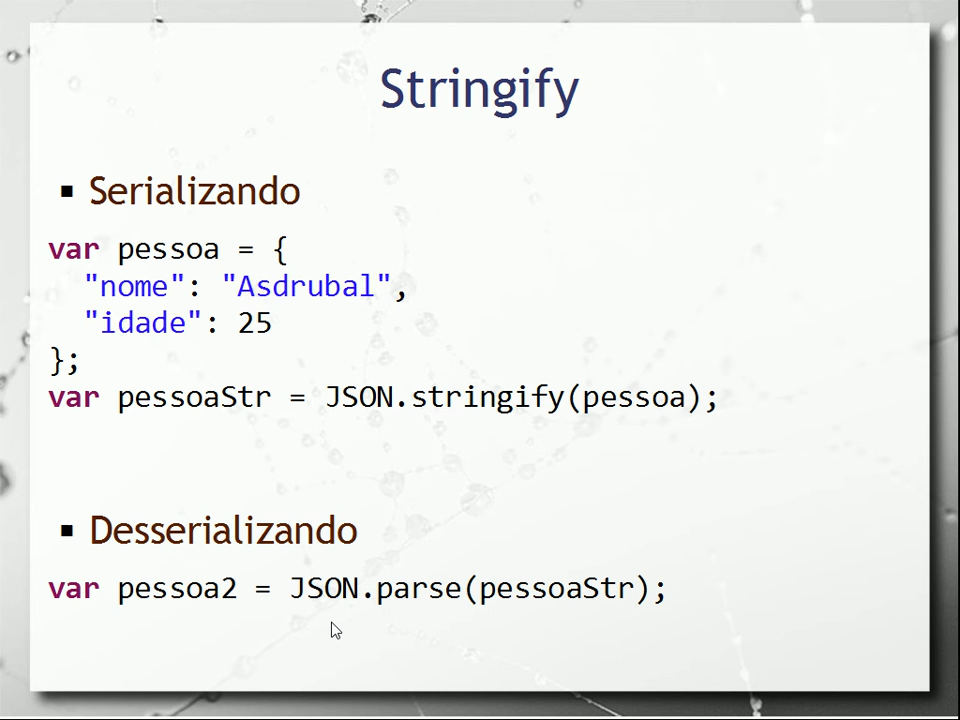 Stringify
▪ Serializando
var pessoa = {
  "nome": "Asdrubal",
  "idade": 25
};
var pessoaStr = JSON.stringify(pessoa);
▪ Desserializando
var pessoa2 = JSON.parse(pessoaStr);